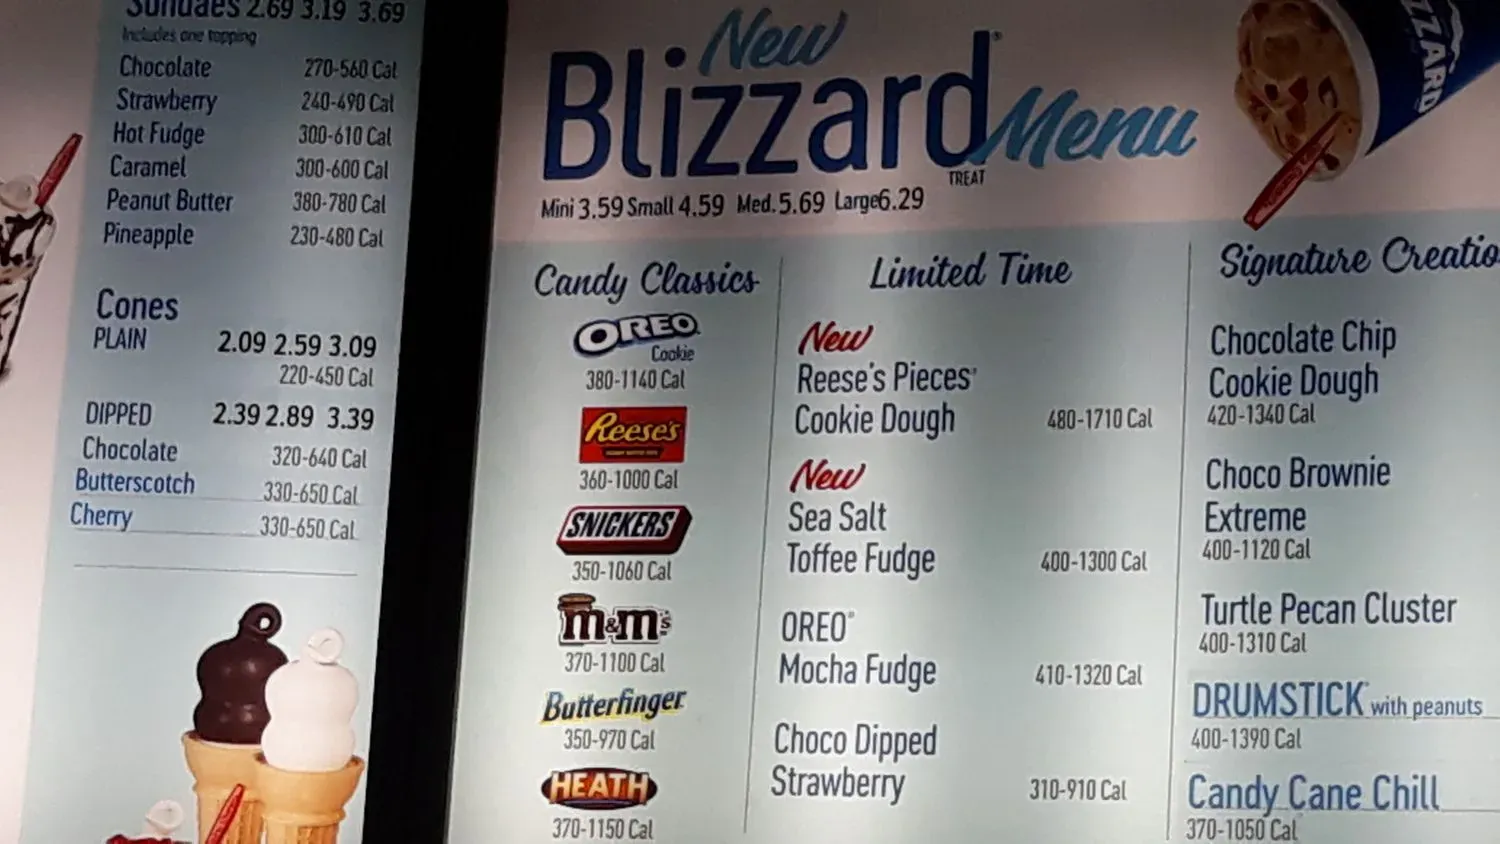 Sundaes 2.69 3.19 3.69
Includes one topping
Chocolate 270-560 Cal
Strawberry 240-490 Cal
Hot Fudge 300-610 Cal
Caramel 300-600 Cal
Peanut Butter 380-780 Cal
Pineapple 230-480 Cal
Cones
PLAIN 2.09 2.59 3.09
220-450 Cal
DIPPED 2.39 2.89 3.39
Chocolate 320-640 Cal
Butterscotch 330-650 Cal
Cherry 330-650 Cal
New
Blizzard® Menu
TREAT
Mini 3.59 Small 4.59 Med. 5.69 Large 6.29
Candy Classics
OREO
Cookie
380-1140 Cal
Reese's
360-1000 Cal
SNICKERS
350-1060 Cal
m&m's
370-1100 Cal
Butterfinger
350-970 Cal
HEATH
370-1150 Cal
Limited Time
New
Reese's Pieces®
Cookie Dough 480-1710 Cal
New
Sea Salt
Toffee Fudge 400-1300 Cal
OREO®
Mocha Fudge 410-1320 Cal
Choco Dipped
Strawberry 310-910 Cal
BLIZZARD
Signature Creatio
Chocolate Chip
Cookie Dough
420-1340 Cal
Choco Brownie
Extreme
400-1120 Cal
Turtle Pecan Cluster
400-1310 Cal
DRUMSTICK® with peanuts
400-1390 Cal
Candy Cane Chill
370-1050 Cal